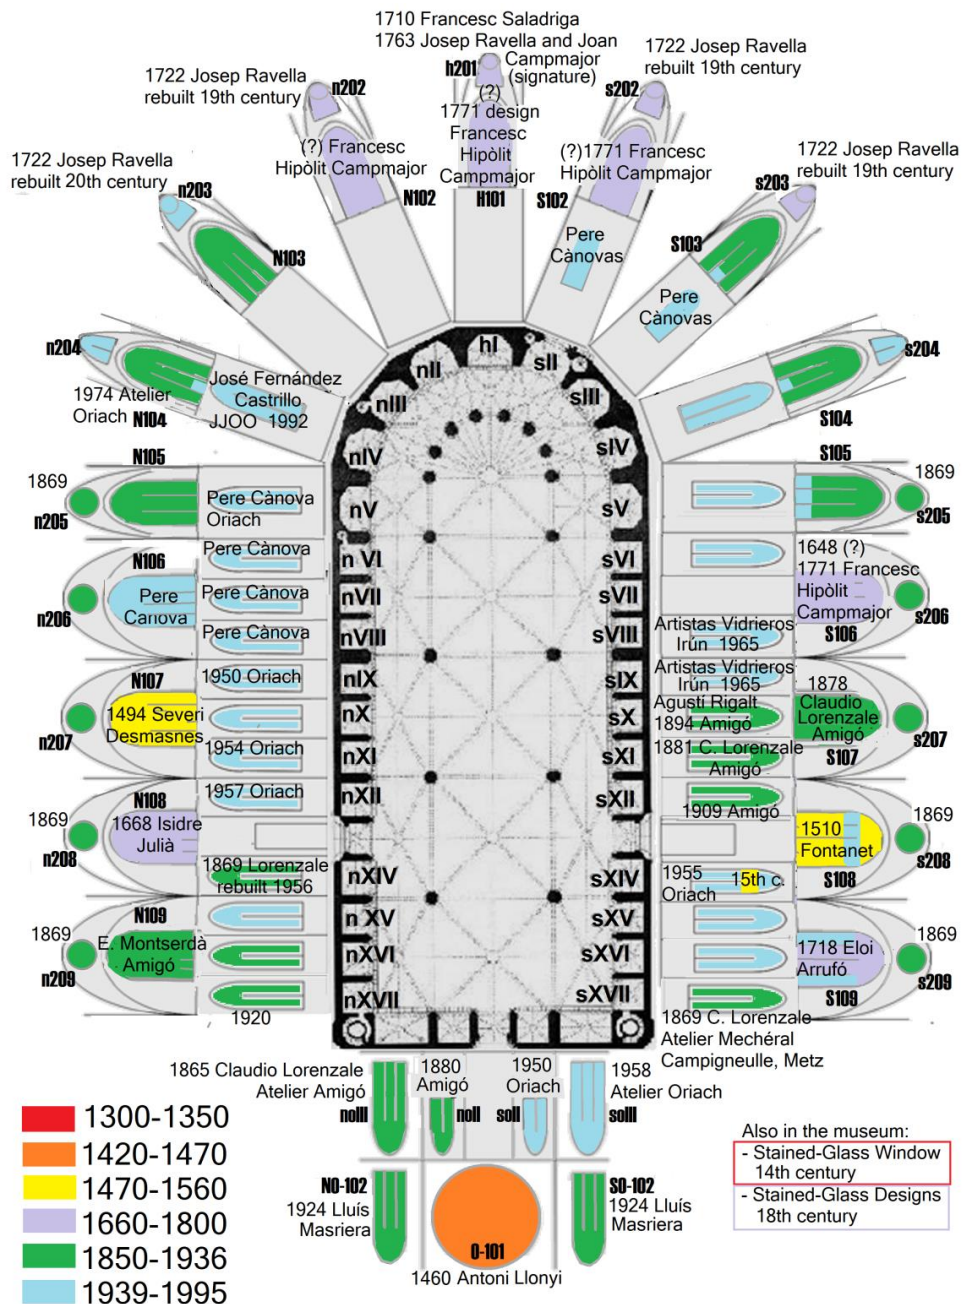 1710 Francesc Saladriga
1763 Josep Ravella and Joan
Campmajor
(signature)
h201
(?)
1771 design
Francesc
Hipòlit
Campmajor
H101
1722 Josep Ravella
rebuilt 19th century
n202
(?) Francesc
Hipòlit Campmajor
N102
1722 Josep Ravella
rebuilt 19th century
s202
(?)1771 Francesc
Hipòlit Campmajor
S102
Pere
Cànovas
1722 Josep Ravella
rebuilt 20th century
n203
N103
1722 Josep Ravella
rebuilt 19th century
s203
S103
Pere
Cànovas
n204
1974 Atelier
Oriach
N104
José Fernández
Castrillo
JJOO 1992
s204
S104
hI
nII
sII
nIII
sIII
nIV
sIV
nV
sV
n VI
sVI
nVII
sVII
nVIII
sVIII
nIX
sIX
nX
sX
nXI
sXI
nXII
sXII
nXIV
sXIV
n XV
sXV
nXVI
sXVI
nXVII
sXVII
N105
1869
n205
Pere Cànova
Oriach
N106
n206
Pere
Canova
Pere Cànova
Pere Cànova
Pere Cànova
N107
n207
1494 Severi
Desmasnes
1950 Oriach
1954 Oriach
1957 Oriach
N108
1869
n208
1668 Isidre
Julià
1869 Lorenzale
rebuilt 1956
N109
1869
n209
E. Montserdà
Amigó
1920
S105
1869
s205
1648 (?)
1771 Francesc
Hipòlit
Campmajor
S106
s206
Artistas Vidrieros
Irún 1965
Artistas Vidrieros
Irún 1965
Agustí Rigalt
1894 Amigó
1881 C. Lorenzale
Amigó
1909 Amigó
1878
Claudio
Lorenzale
Amigó
S107
s207
1869
1510
Fontanet
S108
s208
1955
Oriach
15th c.
1869
1718 Eloi
Arrufó
S109
s209
1869 C. Lorenzale
Atelier Mechéral
Campigneulle, Metz
1865 Claudio Lorenzale
Atelier Amigó
noIII
1880
Amigó
noII
1950
Oriach
soII
1958
Atelier Oriach
soIII
NO-102
1924 Lluís
Masriera
O-101
1460 Antoni Llonyi
SO-102
1924 Lluís
Masriera
1300-1350
1420-1470
1470-1560
1660-1800
1850-1936
1939-1995
Also in the museum:
- Stained-Glass Window
14th century
- Stained-Glass Designs
18th century